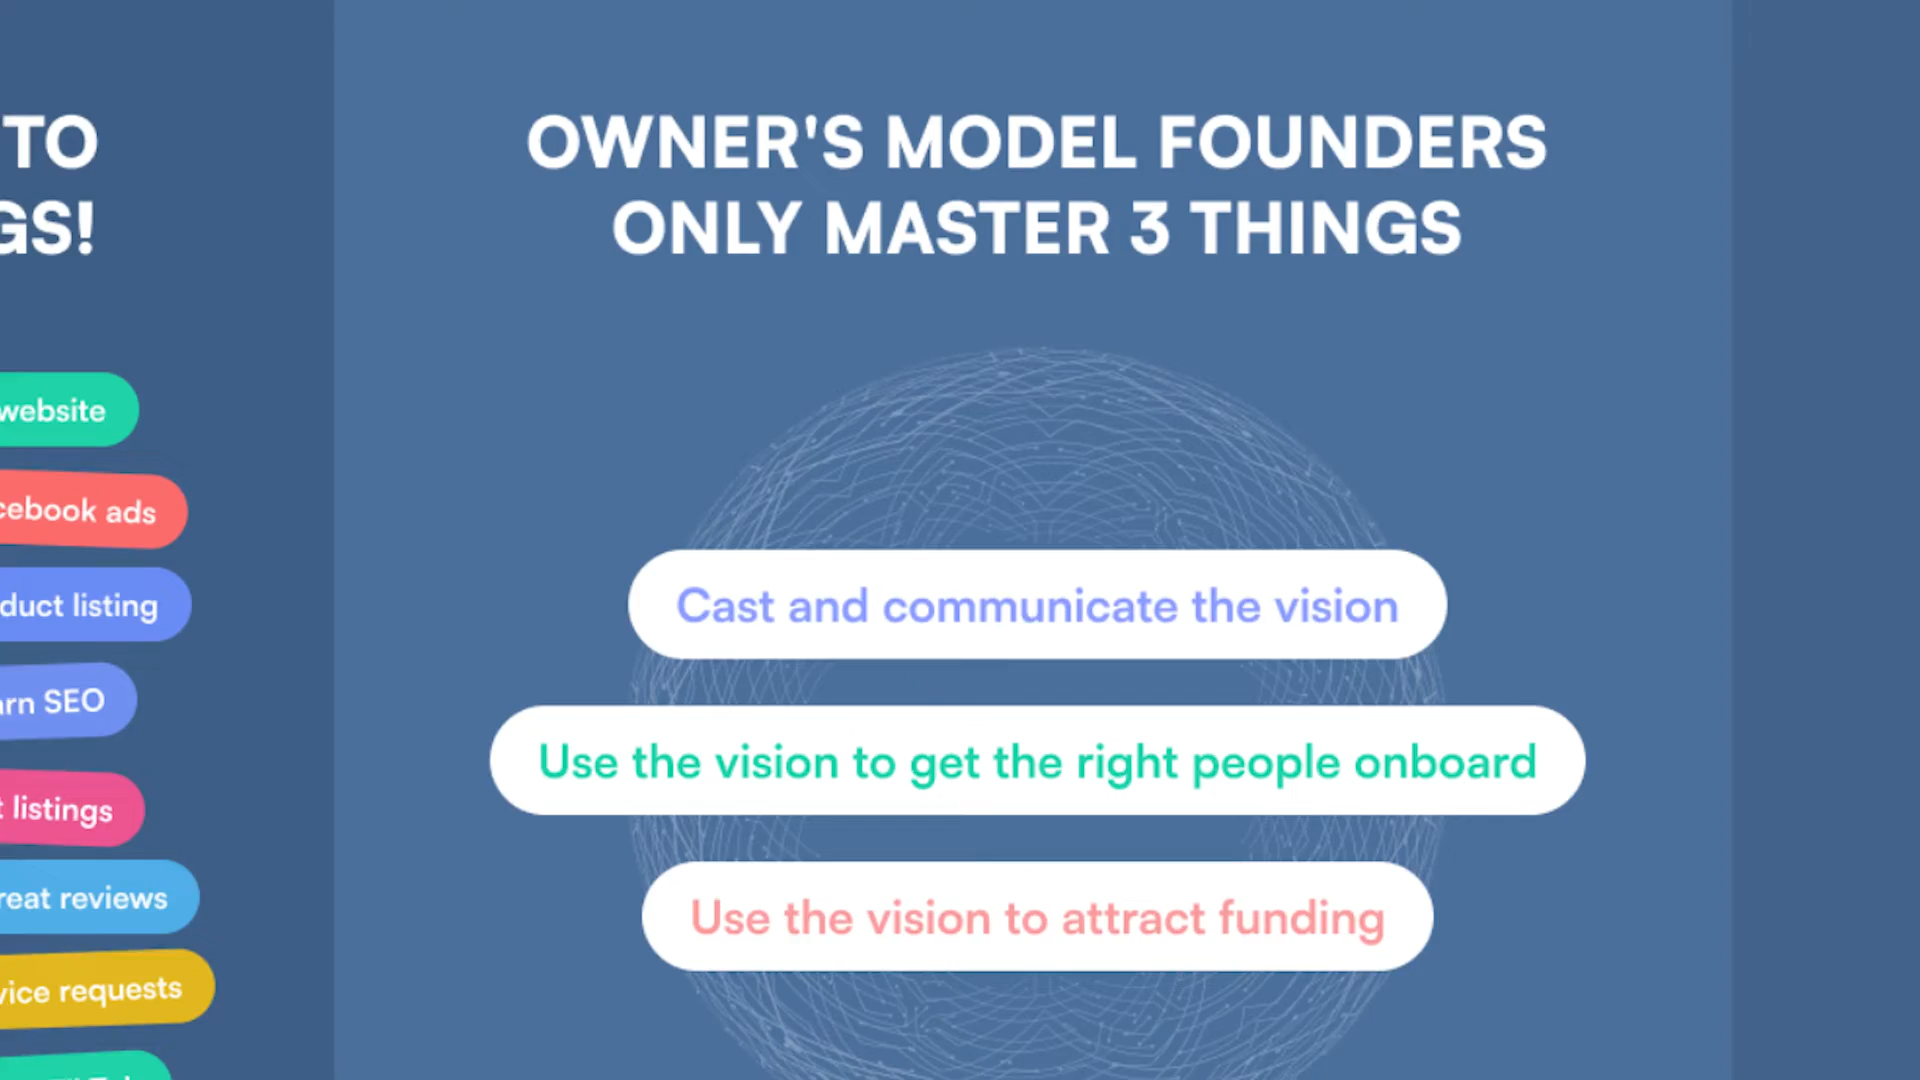 TO
GS!
website
cebook ads
duct listing
arn SEO
t listings
reat reviews
vice requests
OWNER'S MODEL FOUNDERS
ONLY MASTER 3 THINGS
Cast and communicate the vision
Use the vision to get the right people onboard
Use the vision to attract funding